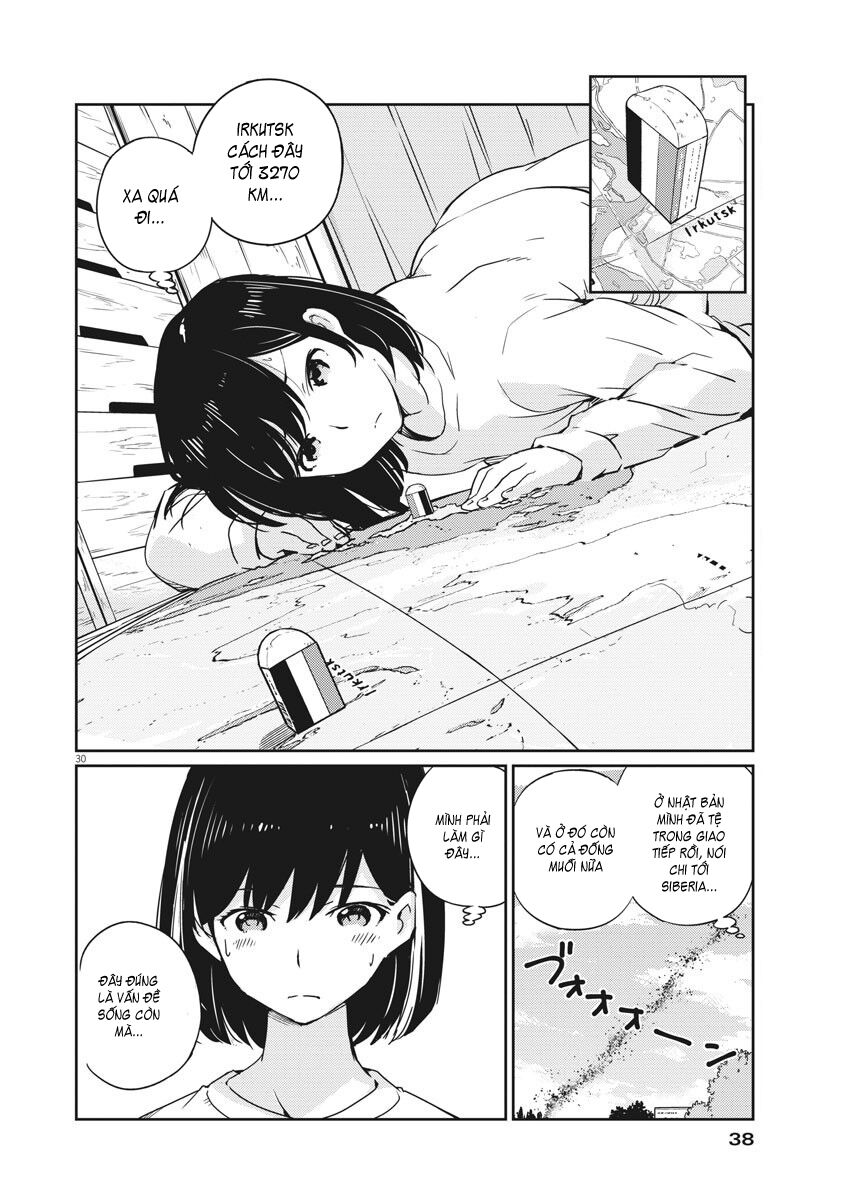 IRKUTSK
CÁCH ĐÂY
TỚI 3270
KM...
XA QUÁ
ĐI...
Irkutsk
Irkutsk
30
Ở NHẬT BẢN
MÌNH ĐÃ TỆ
TRONG GIAO
TIẾP RỒI, NÓI
CHI TỚI
SIBERIA...
VÀ Ở ĐÓ CÒN
CÓ CẢ ĐỐNG
MUỖI NỮA
ブォオオオーン
MÌNH PHẢI
LÀM GÌ
ĐÂY...
ĐÂY ĐÚNG
LÀ VẤN ĐỀ
SỐNG CÒN
MÀ...
38